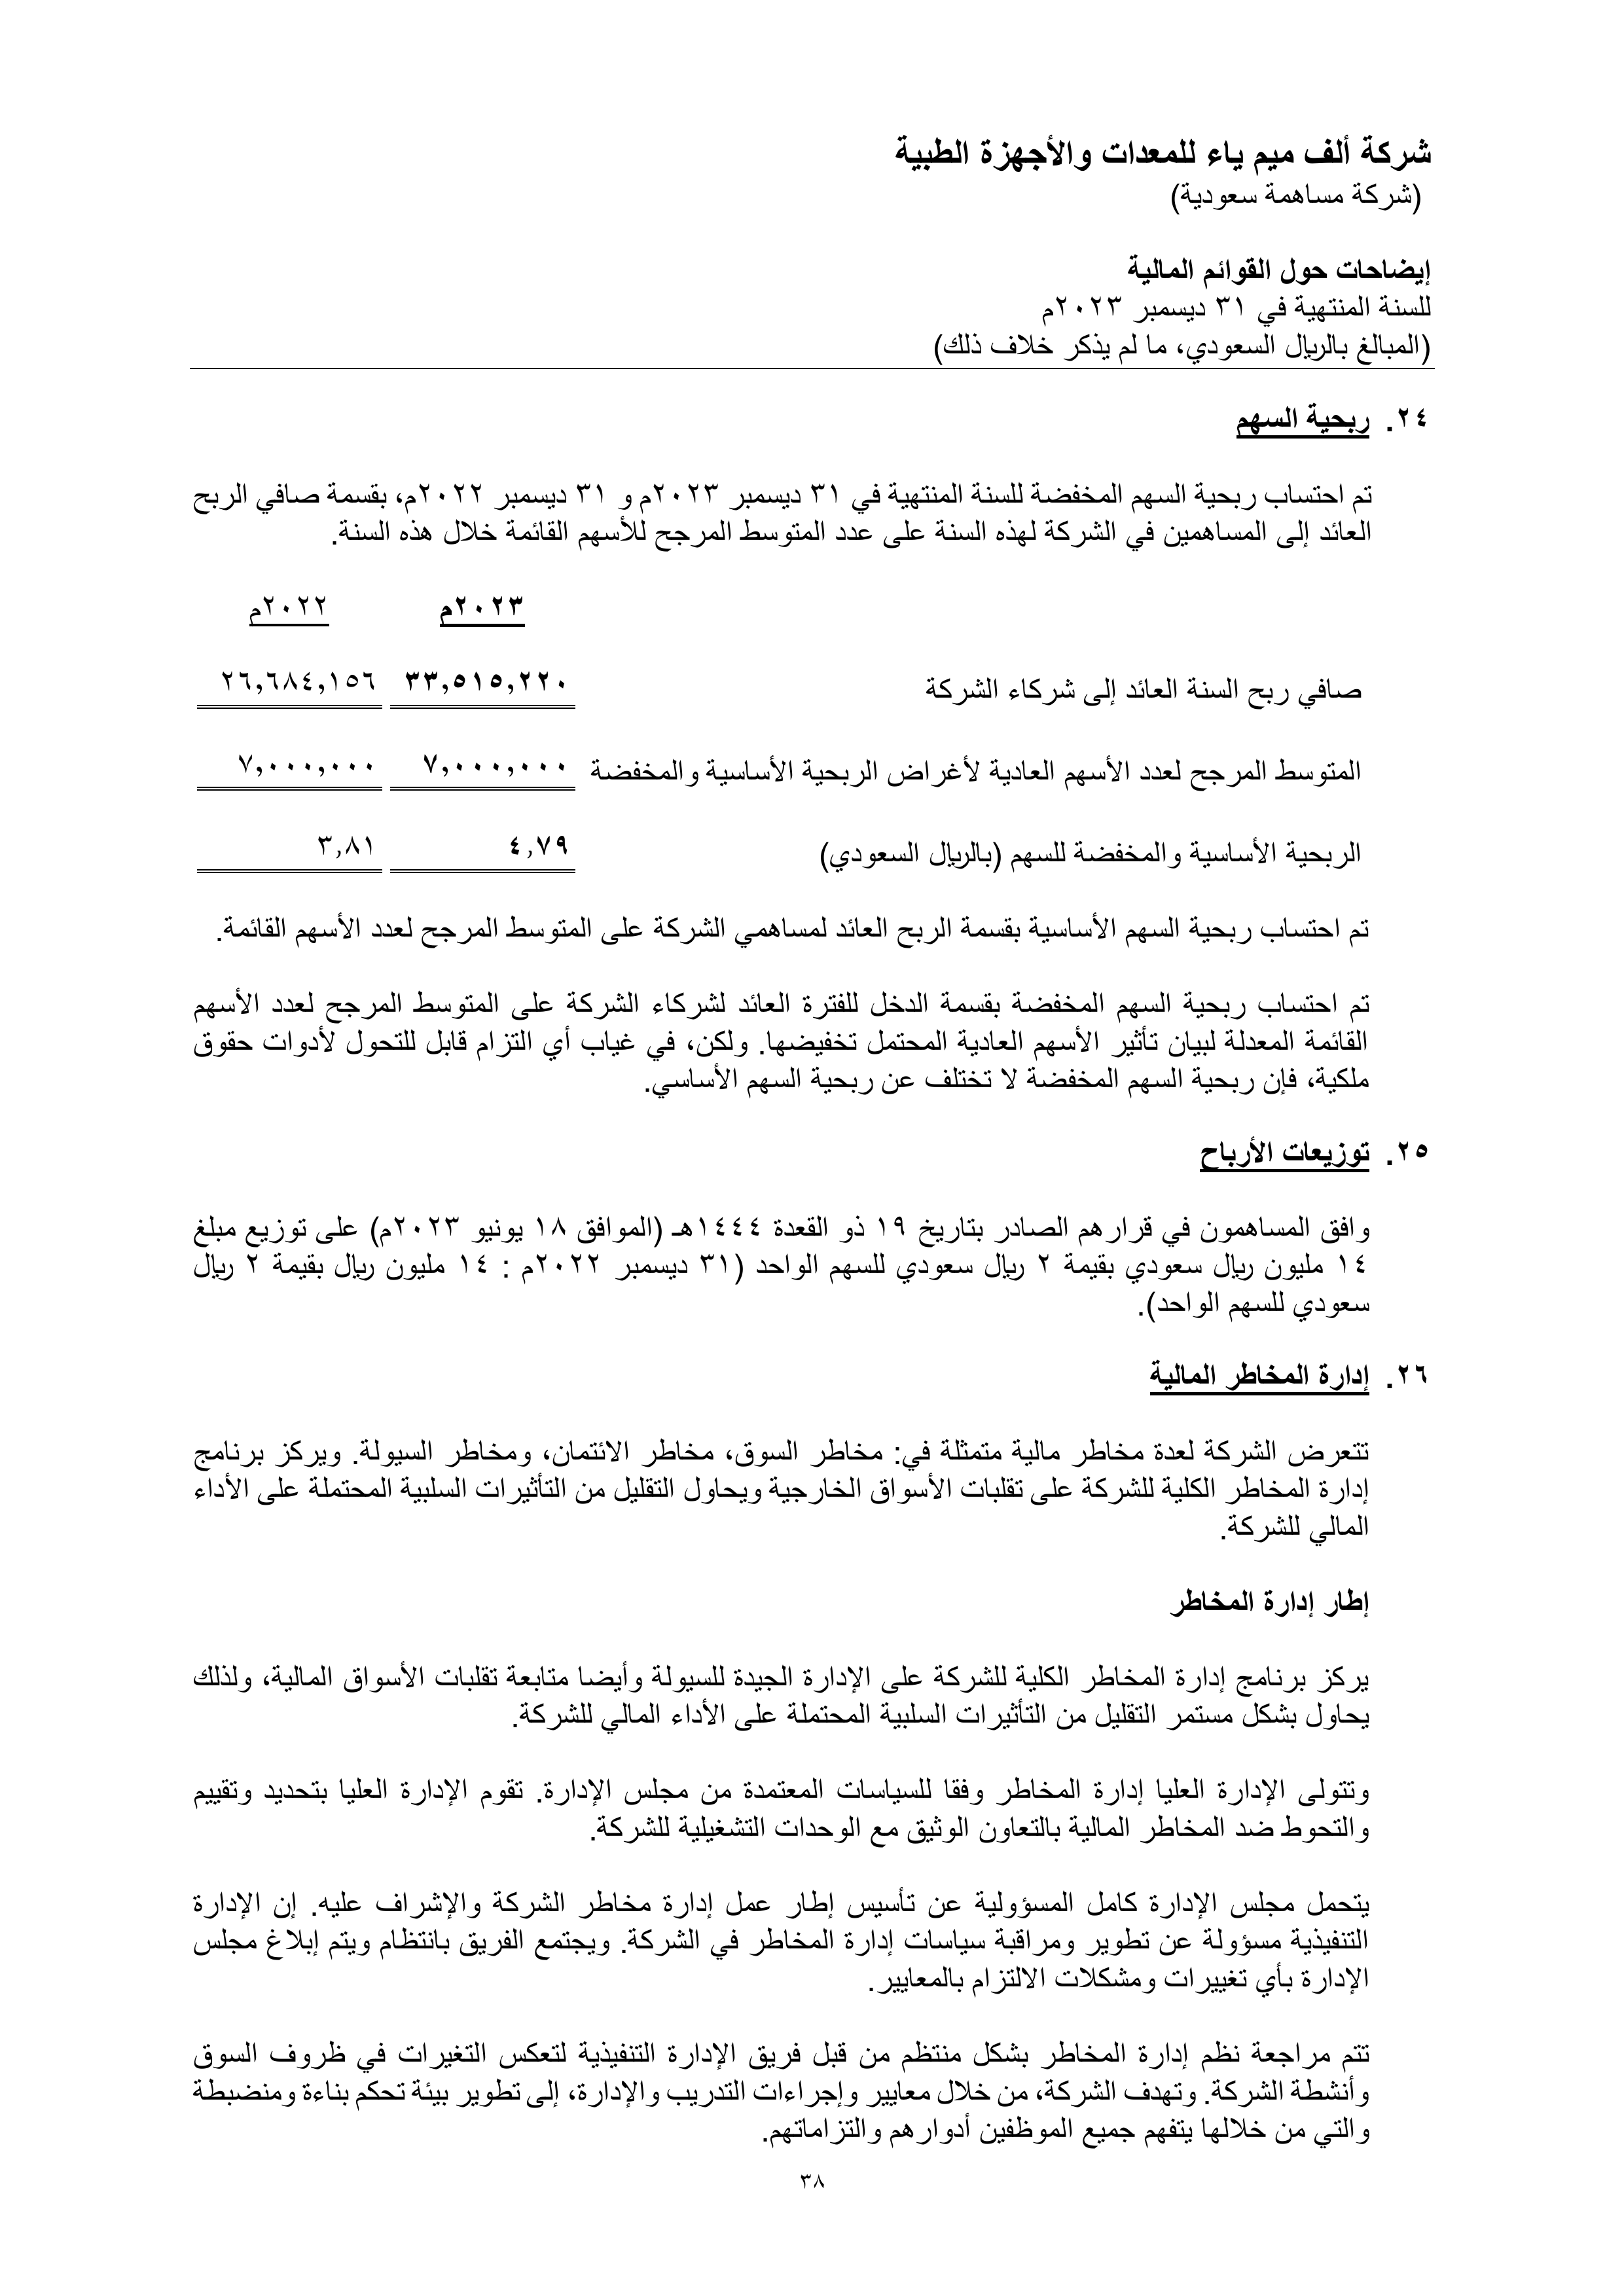 شركة ألف ميم ياء للمعدات والأجهزة الطبية
(شركة مساهمة سعودية)
إيضاحات حول القوائم المالية
للسنة المنتهية في ٣١ ديسمبر ٢٠٢٣م
(المبالغ بالريال السعودي، ما لم يذكر خلاف ذلك)
٢٤. ربحية السهم
تم احتساب ربحية السهم المخفضة للسنة المنتهية في ٣١ ديسمبر ٢٠٢٣م و ٣١ ديسمبر ٢٠٢٢م، بقسمة صافي الربح
العائد إلى المساهمين في الشركة لهذه السنة على عدد المتوسط المرجح للأسهم القائمة خلال هذه السنة.
٢٠٢٣م ٢٠٢٢م
صافي ربح السنة العائد إلى شركاء الشركة ٣٣,٥١٥,٢٢٠ ٢٦,٦٨٤,١٥٦
المتوسط المرجح لعدد الأسهم العادية لأغراض الربحية الأساسية والمخفضة ٧,٠٠٠,٠٠٠ ٧,٠٠٠,٠٠٠
الربحية الأساسية والمخفضة للسهم (بالريال السعودي) ٤,٧٩ ٣,٨١
تم احتساب ربحية السهم الأساسية بقسمة الربح العائد لمساهمي الشركة على المتوسط المرجح لعدد الأسهم القائمة.
تم احتساب ربحية السهم المخفضة بقسمة الدخل للفترة العائد لشركاء الشركة على المتوسط المرجح لعدد الأسهم
القائمة المعدلة لبيان تأثير الأسهم العادية المحتمل تخفيضها. ولكن، في غياب أي التزام قابل للتحول لأدوات حقوق
ملكية، فإن ربحية السهم المخفضة لا تختلف عن ربحية السهم الأساسي.
٢٥. توزيعات الأرباح
وافق المساهمون في قرارهم الصادر بتاريخ ١٩ ذو القعدة ١٤٤٤هـ (الموافق ١٨ يونيو ٢٠٢٣م) على توزيع مبلغ
١٤ مليون ريال سعودي بقيمة ٢ ريال سعودي للسهم الواحد (٣١ ديسمبر ٢٠٢٢م : ١٤ مليون ريال بقيمة ٢ ريال
سعودي للسهم الواحد).
٢٦. إدارة المخاطر المالية
تتعرض الشركة لعدة مخاطر مالية متمثلة في: مخاطر السوق، مخاطر الائتمان، ومخاطر السيولة. ويركز برنامج
إدارة المخاطر الكلية للشركة على تقلبات الأسواق الخارجية ويحاول التقليل من التأثيرات السلبية المحتملة على الأداء
المالي للشركة.
إطار إدارة المخاطر
يركز برنامج إدارة المخاطر الكلية للشركة على الإدارة الجيدة للسيولة وأيضا متابعة تقلبات الأسواق المالية، ولذلك
يحاول بشكل مستمر التقليل من التأثيرات السلبية المحتملة على الأداء المالي للشركة.
وتتولى الإدارة العليا إدارة المخاطر وفقا للسياسات المعتمدة من مجلس الإدارة. تقوم الإدارة العليا بتحديد وتقييم
والتحوط ضد المخاطر المالية بالتعاون الوثيق مع الوحدات التشغيلية للشركة.
يتحمل مجلس الإدارة كامل المسؤولية عن تأسيس إطار عمل إدارة مخاطر الشركة والإشراف عليه. إن الإدارة
التنفيذية مسؤولة عن تطوير ومراقبة سياسات إدارة المخاطر في الشركة. ويجتمع الفريق بانتظام ويتم إبلاغ مجلس
الإدارة بأي تغييرات ومشكلات الالتزام بالمعايير.
تتم مراجعة نظم إدارة المخاطر بشكل منتظم من قبل فريق الإدارة التنفيذية لتعكس التغيرات في ظروف السوق
وأنشطة الشركة. وتهدف الشركة، من خلال معايير وإجراءات التدريب والإدارة، إلى تطوير بيئة تحكم بناءة ومنضبطة
والتي من خلالها يتفهم جميع الموظفين أدوارهم والتزاماتهم.
٣٨